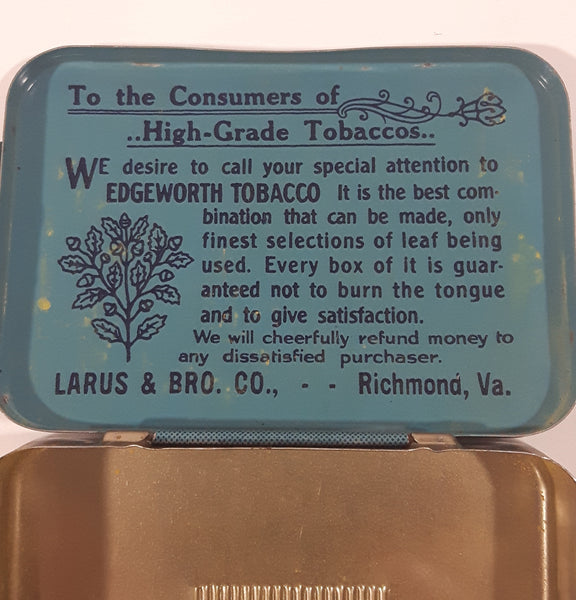 To the Consumers of
..High-Grade Tobaccos..
WE desire to call your special attention to
EDGEWORTH TOBACCO It is the best com-
bination that can be made, only
finest selections of leaf being
used. Every box of it is guar-
anteed not to burn the tongue
and to give satisfaction.
We will cheerfully refund money to
any dissatisfied purchaser.
LARUS & BRO. CO., - - Richmond, Va.